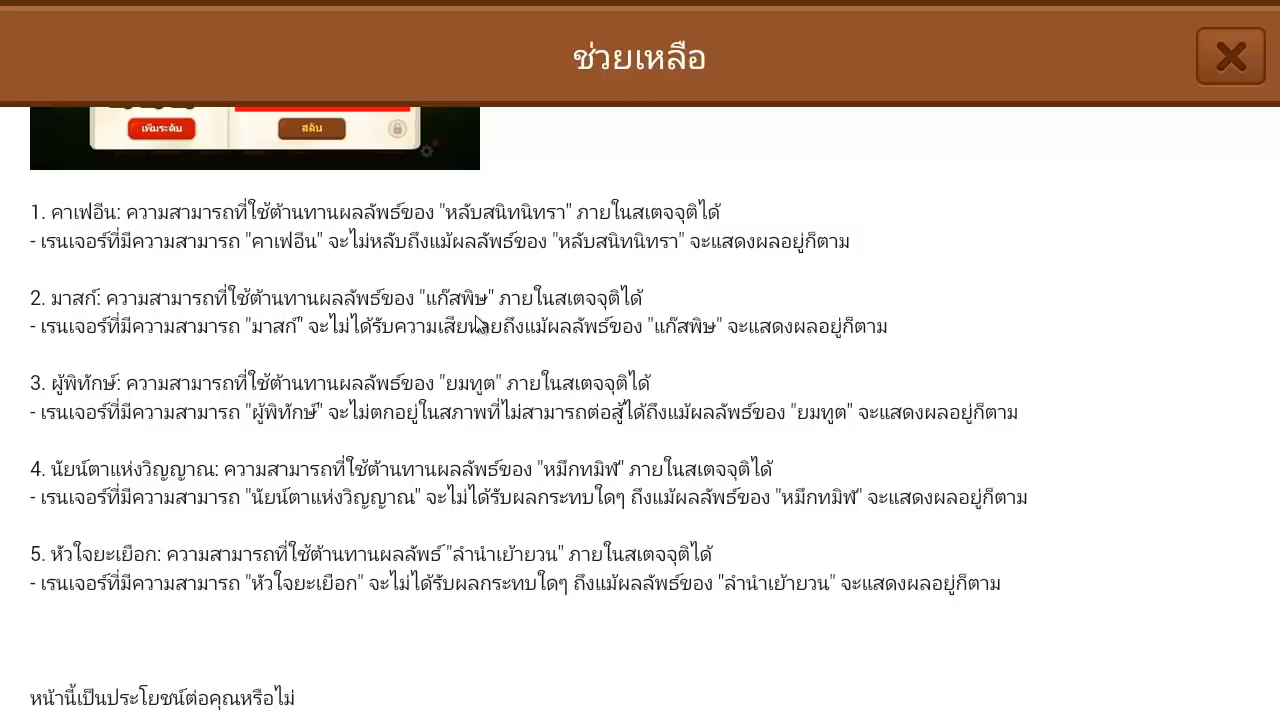 ช่วยเหลือ
เพิ่มระดับ
สลับ
1. คาเฟอีน: ความสามารถที่ใช้ต้านทานผลลัพธ์ของ "หลับสนิทนิทรา" ภายในสเตจจุติได้
- เรนเจอร์ที่มีความสามารถ "คาเฟอีน" จะไม่หลับถึงแม้ผลลัพธ์ของ "หลับสนิทนิทรา" จะแสดงผลอยู่ก็ตาม
2. มาสก์: ความสามารถที่ใช้ต้านทานผลลัพธ์ของ "แก๊สพิษ" ภายในสเตจจุติได้
- เรนเจอร์ที่มีความสามารถ "มาสก์" จะไม่ได้รับความเสียหายถึงแม้ผลลัพธ์ของ "แก๊สพิษ" จะแสดงผลอยู่ก็ตาม
3. ผู้พิทักษ์: ความสามารถที่ใช้ต้านทานผลลัพธ์ของ "ยมทูต" ภายในสเตจจุติได้
- เรนเจอร์ที่มีความสามารถ "ผู้พิทักษ์" จะไม่ตกอยู่ในสภาพที่ไม่สามารถต่อสู้ได้ถึงแม้ผลลัพธ์ของ "ยมทูต" จะแสดงผลอยู่ก็ตาม
4. นัยน์ตาแห่งวิญญาณ: ความสามารถที่ใช้ต้านทานผลลัพธ์ของ "หมึกทมิฬ" ภายในสเตจจุติได้
- เรนเจอร์ที่มีความสามารถ "นัยน์ตาแห่งวิญญาณ" จะไม่ได้รับผลกระทบใดๆ ถึงแม้ผลลัพธ์ของ "หมึกทมิฬ" จะแสดงผลอยู่ก็ตาม
5. หัวใจยะเยือก: ความสามารถที่ใช้ต้านทานผลลัพธ์ "ลำนำเย้ายวน" ภายในสเตจจุติได้
- เรนเจอร์ที่มีความสามารถ "หัวใจยะเยือก" จะไม่ได้รับผลกระทบใดๆ ถึงแม้ผลลัพธ์ของ "ลำนำเย้ายวน" จะแสดงผลอยู่ก็ตาม
หน้านี้เป็นประโยชน์ต่อคุณหรือไม่